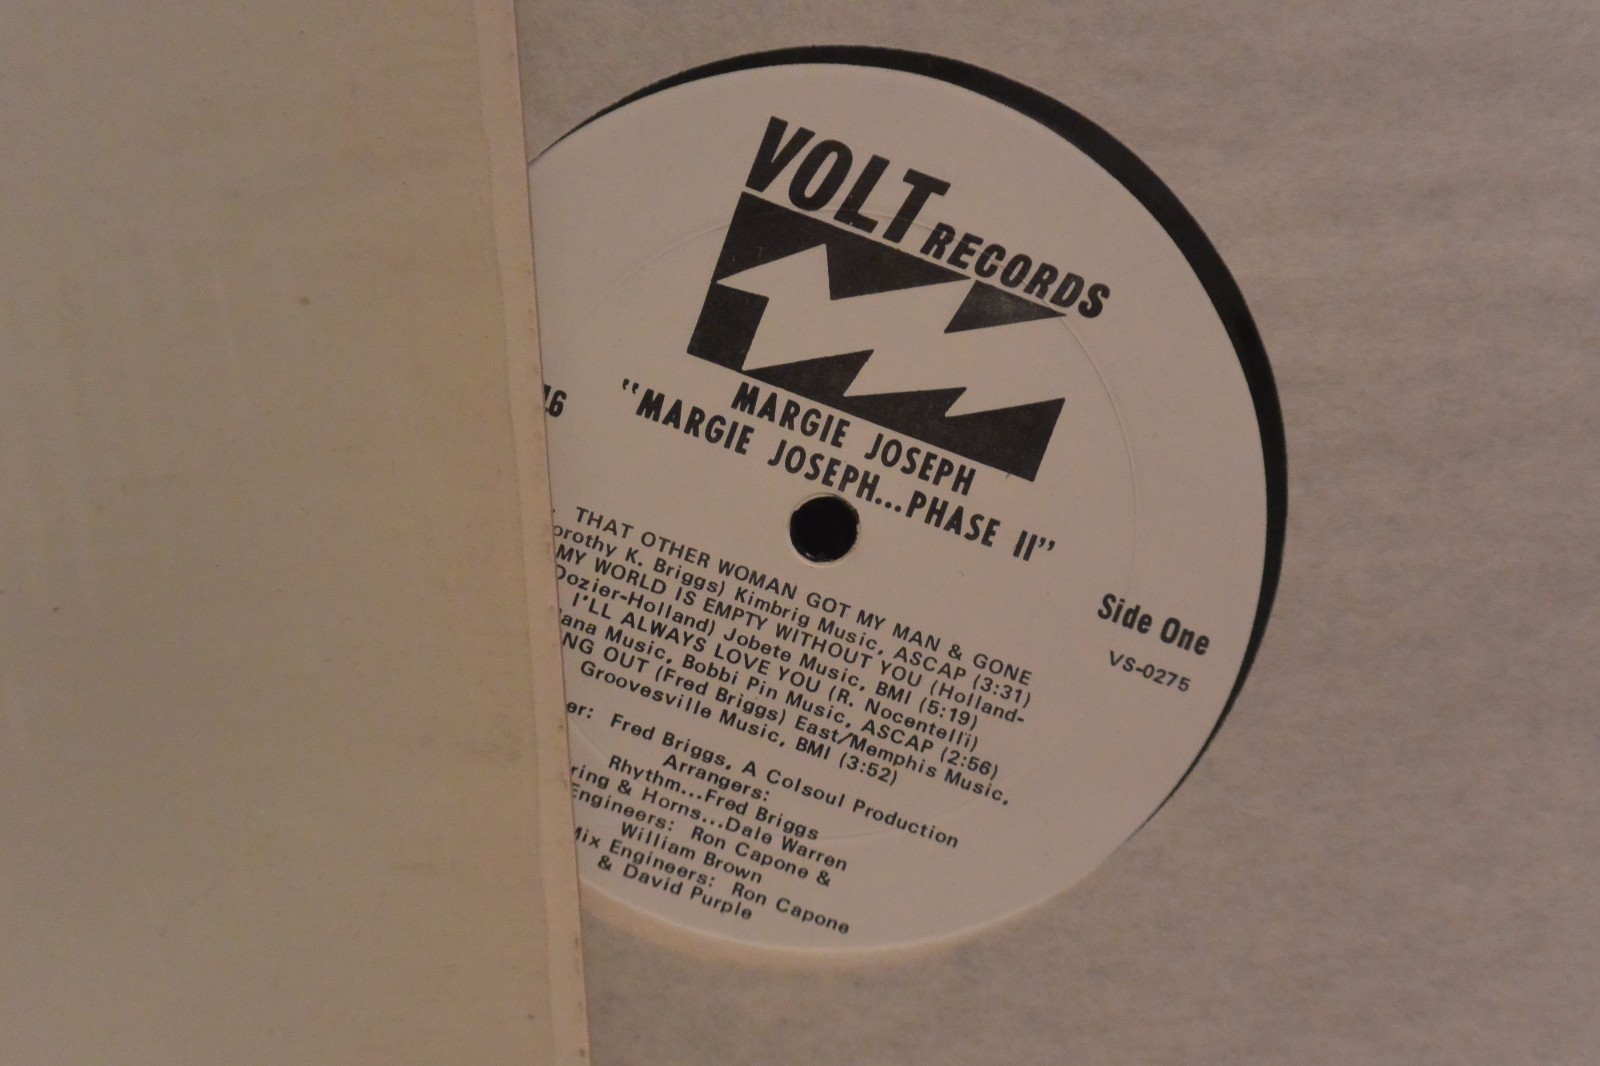 VOLT RECORDS
MARGIE JOSEPH
"MARGIE JOSEPH...PHASE II"
16
Side One
VS-0275
THAT OTHER WOMAN GOT MY MAN & GONE
orothy K. Briggs) Kimbrig Music, ASCAP (3:31)
MY WORLD IS EMPTY WITHOUT YOU (Holland-
Dozier-Holland) Jobete Music, BMI (5:19)
I'LL ALWAYS LOVE YOU (R. Nocentelli)
ana Music, Bobbi Pin Music, ASCAP (2:56)
NG OUT (Fred Briggs) East/Memphis Music,
Groovesville Music, BMI (3:52)
er: Fred Briggs, A Colsoul Production
Arrangers:
Rhythm...Fred Briggs
ring & Horns...Dale Warren
Engineers: Ron Capone &
William Brown
Mix Engineers: Ron Capone
& David Purple